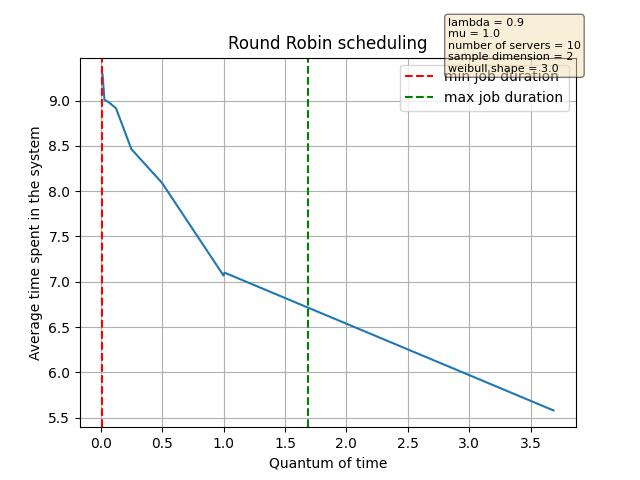 Round Robin scheduling
lambda = 0.9
mu = 1.0
number of servers = 10
sample dimension = 2
weibull shape = 3.0
min job duration
max job duration
Average time spent in the system
9.0
8.5
8.0
7.5
7.0
6.5
6.0
5.5
0.0 0.5 1.0 1.5 2.0 2.5 3.0 3.5
Quantum of time